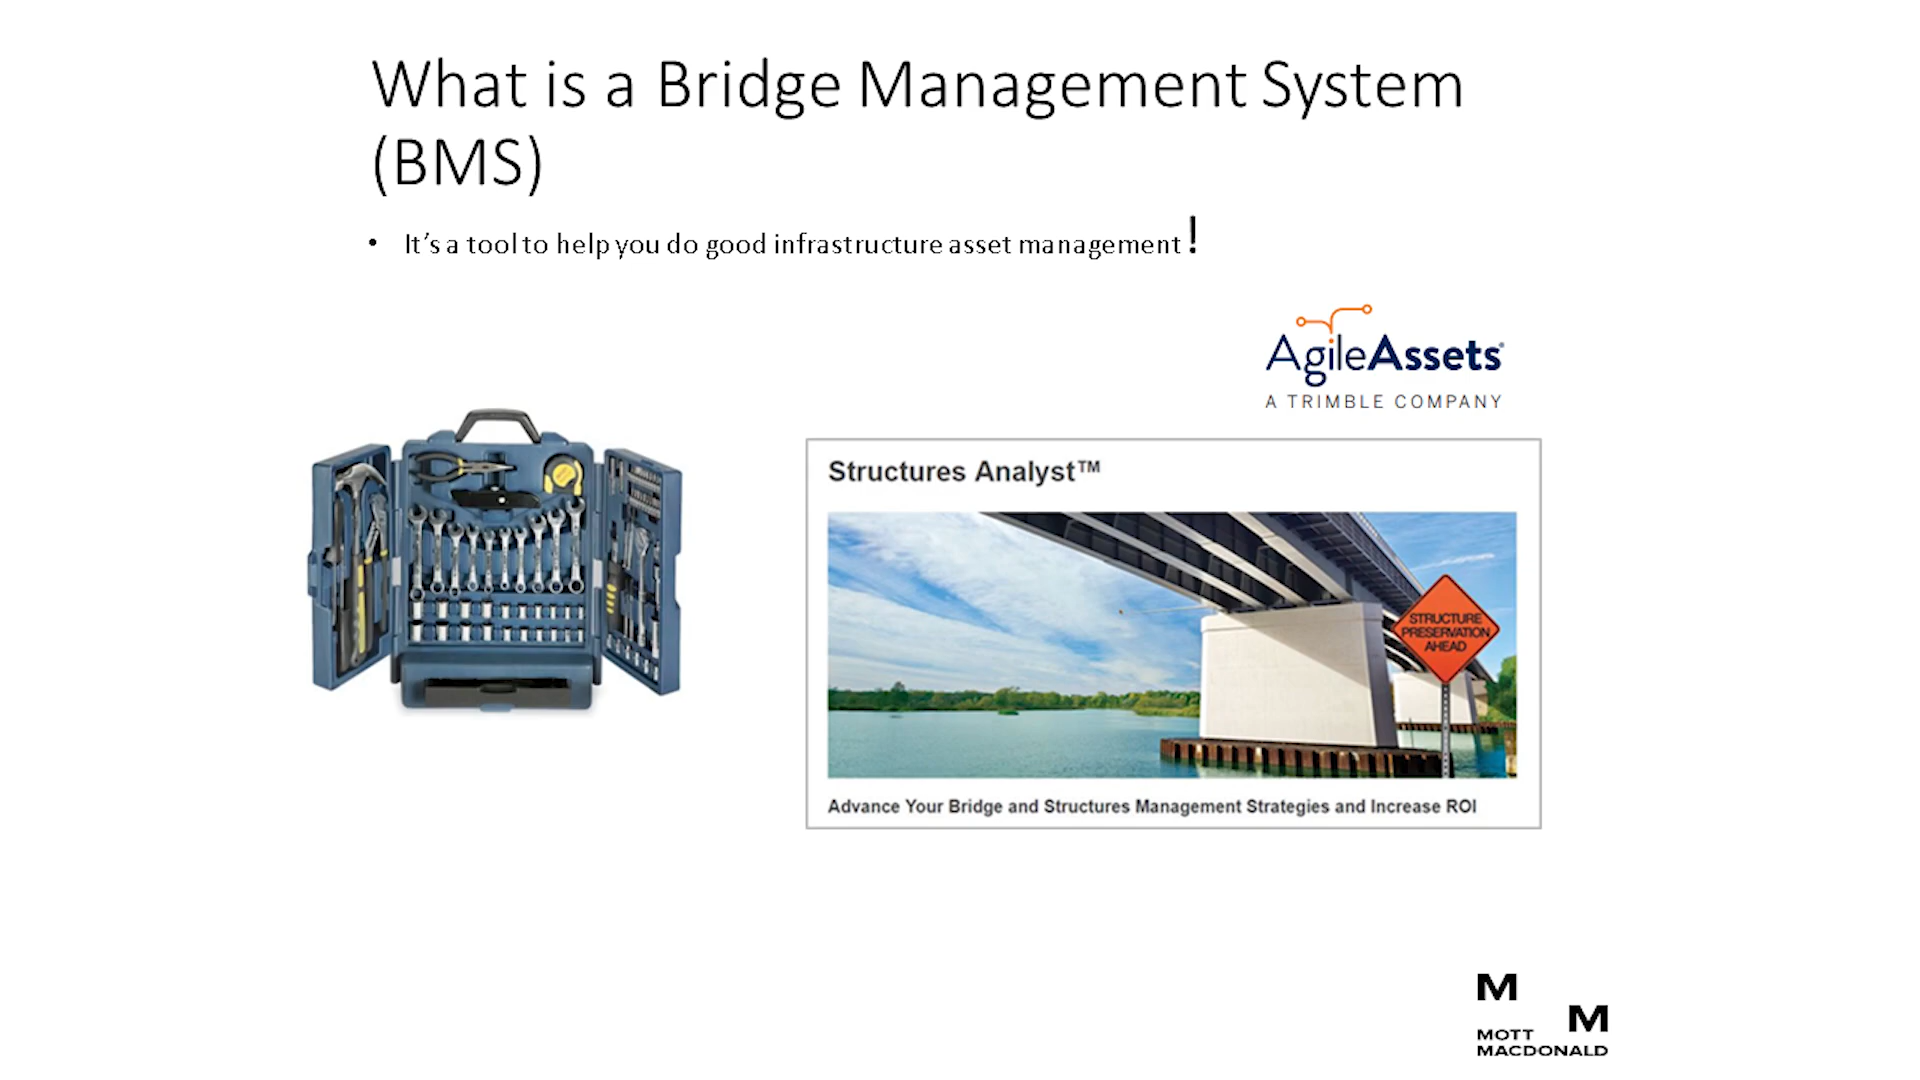 What is a Bridge Management System
(BMS)
• It's a tool to help you do good infrastructure asset management!
AgileAssets
A TRIMBLE COMPANY
Structures Analyst™
STRUCTURE
PRESERVATION
AHEAD
Advance Your Bridge and Structures Management Strategies and Increase ROI
M
M
MOTT
MACDONALD